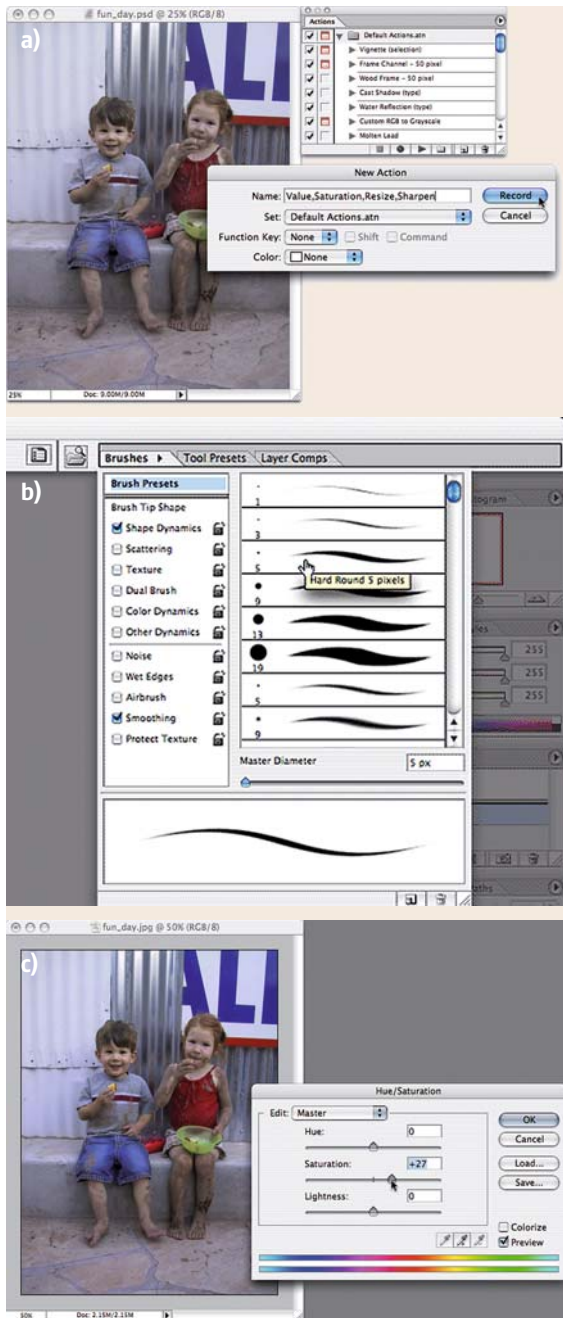 a)
fun_day.psd @ 25% (RGB/8)
Actions
Default Actions.atn
Vignette (selection)
Frame Channel - 50 pixel
Wood Frame - 50 pixel
Cast Shadow (type)
Water Reflection (type)
Custom RGB to Grayscale
Molten Lead
AL
New Action
Name: Value,Saturation,Resize,Sharpen
Record
Set: Default Actions.atn
Cancel
Function Key: None Shift Command
Color: None
25% Doc: 9.00M/9.00M
b)
Brushes Tool Presets Layer Comps
Brush Presets
Brush Tip Shape
Shape Dynamics
Scattering
Texture
Dual Brush
Color Dynamics
Other Dynamics
Noise
Wet Edges
Airbrush
Smoothing
Protect Texture
1
3
5
Hard Round 5 pixels
9
13
19
5
9
Master Diameter 5 px
togram
255
255
255
c)
fun_day.jpg @ 50% (RGB/8)
AL
Hue/Saturation
Edit: Master
OK
Hue: 0
Cancel
Saturation: +27
Load...
Save...
Lightness: 0
Colorize
Preview
50% Doc: 2.15M/2.15M